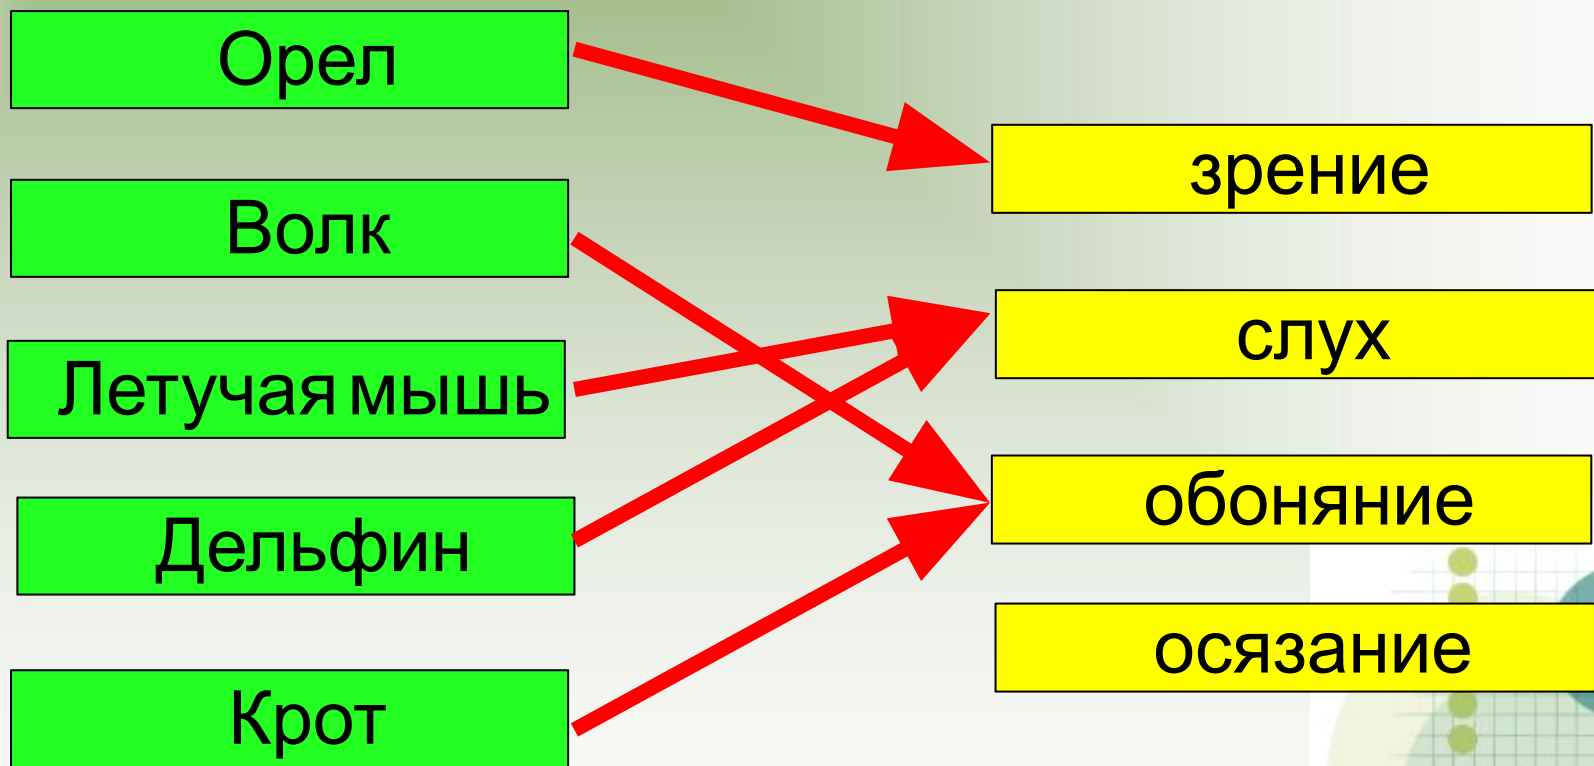 Орел
Волк
Летучая мышь
Дельфин
Крот
зрение
слух
обоняние
осязание